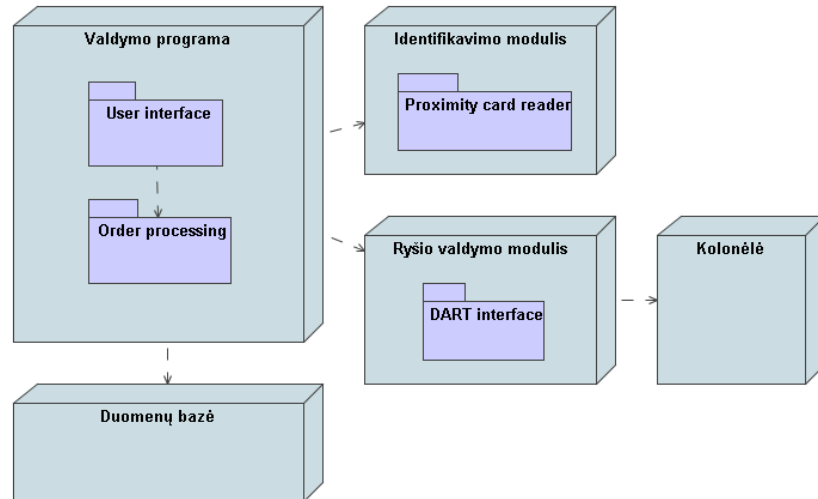 Valdymo programa
User interface
Order processing
Identifikavimo modulis
Proximity card reader
Ryšio valdymo modulis
DART interface
Kolonėlė
Duomenų bazė